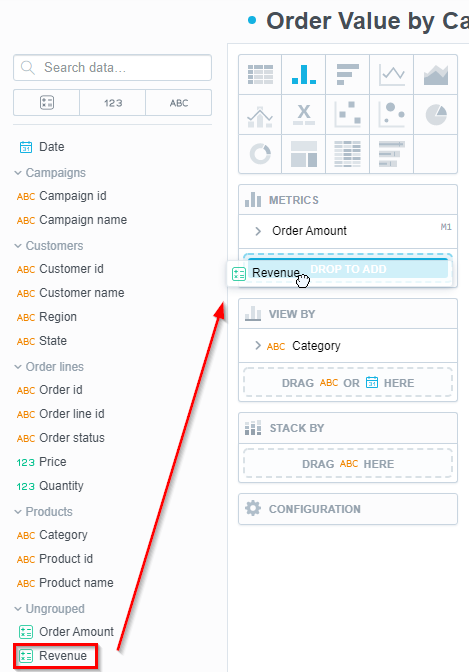 Order Value by Ca
Search data...
123
ABC
Date
Campaigns
ABC Campaign id
ABC Campaign name
Customers
ABC Customer id
ABC Customer name
ABC Region
ABC State
Order lines
ABC Order id
ABC Order line id
ABC Order status
123 Price
123 Quantity
Products
ABC Category
ABC Product id
ABC Product name
Ungrouped
Order Amount
Revenue
X
METRICS
Order Amount M1
Revenue DROP TO ADD
VIEW BY
ABC Category
DRAG ABC OR 31 HERE
STACK BY
DRAG ABC HERE
CONFIGURATION